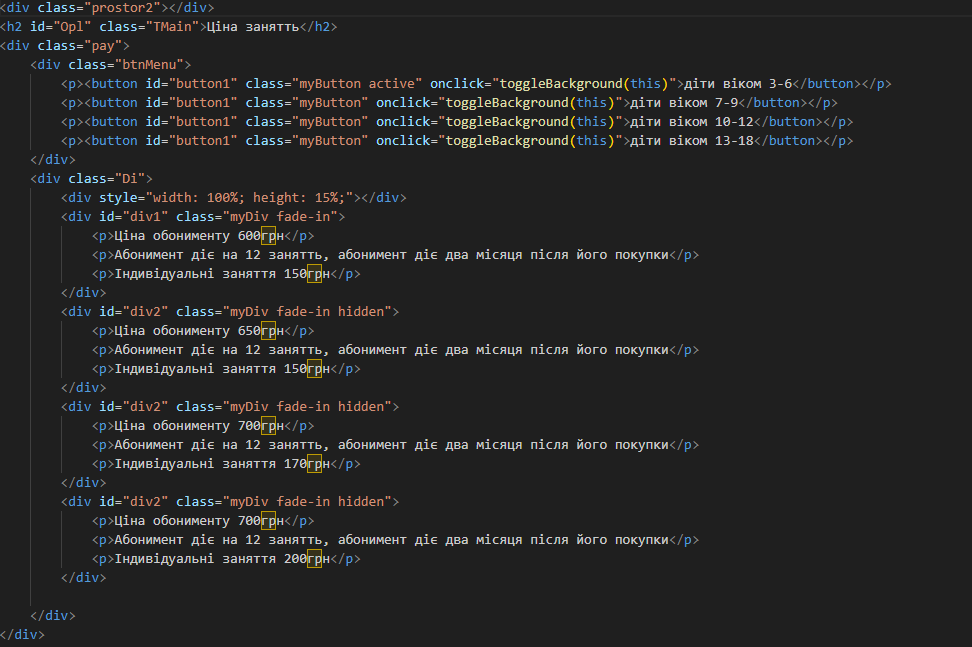 <div class="prostor2"></div>
<h2 id="Opl" class="TMain">Ціна занятть</h2>
<div class="pay">
<div class="btnMenu">
<p><button id="button1" class="myButton active" onclick="toggleBackground(this)">діти віком 3-6</button></p>
<p><button id="button1" class="myButton" onclick="toggleBackground(this)">діти віком 7-9</button></p>
<p><button id="button1" class="myButton" onclick="toggleBackground(this)">діти віком 10-12</button></p>
<p><button id="button1" class="myButton" onclick="toggleBackground(this)">діти віком 13-18</button></p>
</div>
<div class="Di">
<div style="width: 100%; height: 15%;"></div>
<div id="div1" class="myDiv fade-in">
<p>Ціна обонименту 600грн</p>
<p>Абонимент діє на 12 занятть, абонимент діє два місяця після його покупки</p>
<p>Індивідуальні заняття 150грн</p>
</div>
<div id="div2" class="myDiv fade-in hidden">
<p>Ціна обонименту 650грн</p>
<p>Абонимент діє на 12 занятть, абонимент діє два місяця після його покупки</p>
<p>Індивідуальні заняття 150грн</p>
</div>
<div id="div2" class="myDiv fade-in hidden">
<p>Ціна обонименту 700грн</p>
<p>Абонимент діє на 12 занятть, абонимент діє два місяця після його покупки</p>
<p>Індивідуальні заняття 170грн</p>
</div>
<div id="div2" class="myDiv fade-in hidden">
<p>Ціна обонименту 700грн</p>
<p>Абонимент діє на 12 занятть, абонимент діє два місяця після його покупки</p>
<p>Індивідуальні заняття 200грн</p>
</div>
</div>
</div>